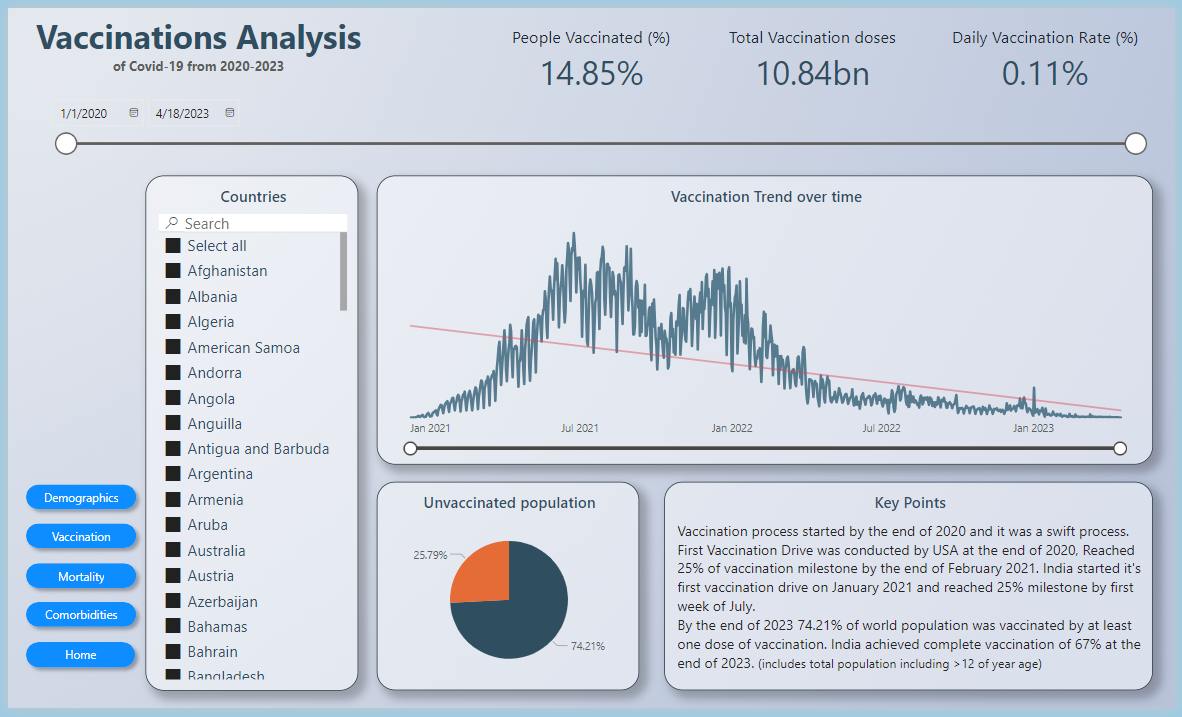 Vaccinations Analysis
of Covid-19 from 2020-2023
People Vaccinated (%)
14.85%
Total Vaccination doses
10.84bn
Daily Vaccination Rate (%)
0.11%
1/1/2020
4/18/2023
Countries
Search
Select all
Afghanistan
Albania
Algeria
American Samoa
Andorra
Angola
Anguilla
Antigua and Barbuda
Argentina
Armenia
Aruba
Australia
Austria
Azerbaijan
Bahamas
Bahrain
Bangladesh
Demographics
Vaccination
Mortality
Comorbidities
Home
Vaccination Trend over time
Jan 2021
Jul 2021
Jan 2022
Jul 2022
Jan 2023
Unvaccinated population
25.79%
74.21%
Key Points
Vaccination process started by the end of 2020 and it was a swift process.
First Vaccination Drive was conducted by USA at the end of 2020, Reached
25% of vaccination milestone by the end of February 2021. India started it's
first vaccination drive on January 2021 and reached 25% milestone by first
week of July.
By the end of 2023 74.21% of world population was vaccinated by at least
one dose of vaccination. India achieved complete vaccination of 67% at the
end of 2023. (includes total population including >12 of year age)